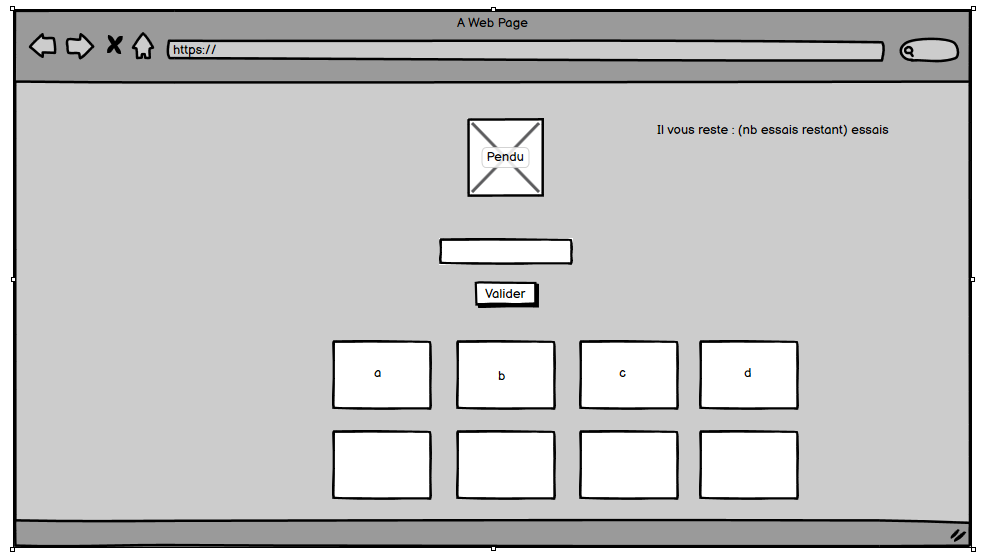 A Web Page
https://
Il vous reste : (nb essais restant) essais
Pendu
Valider
a
b
c
d